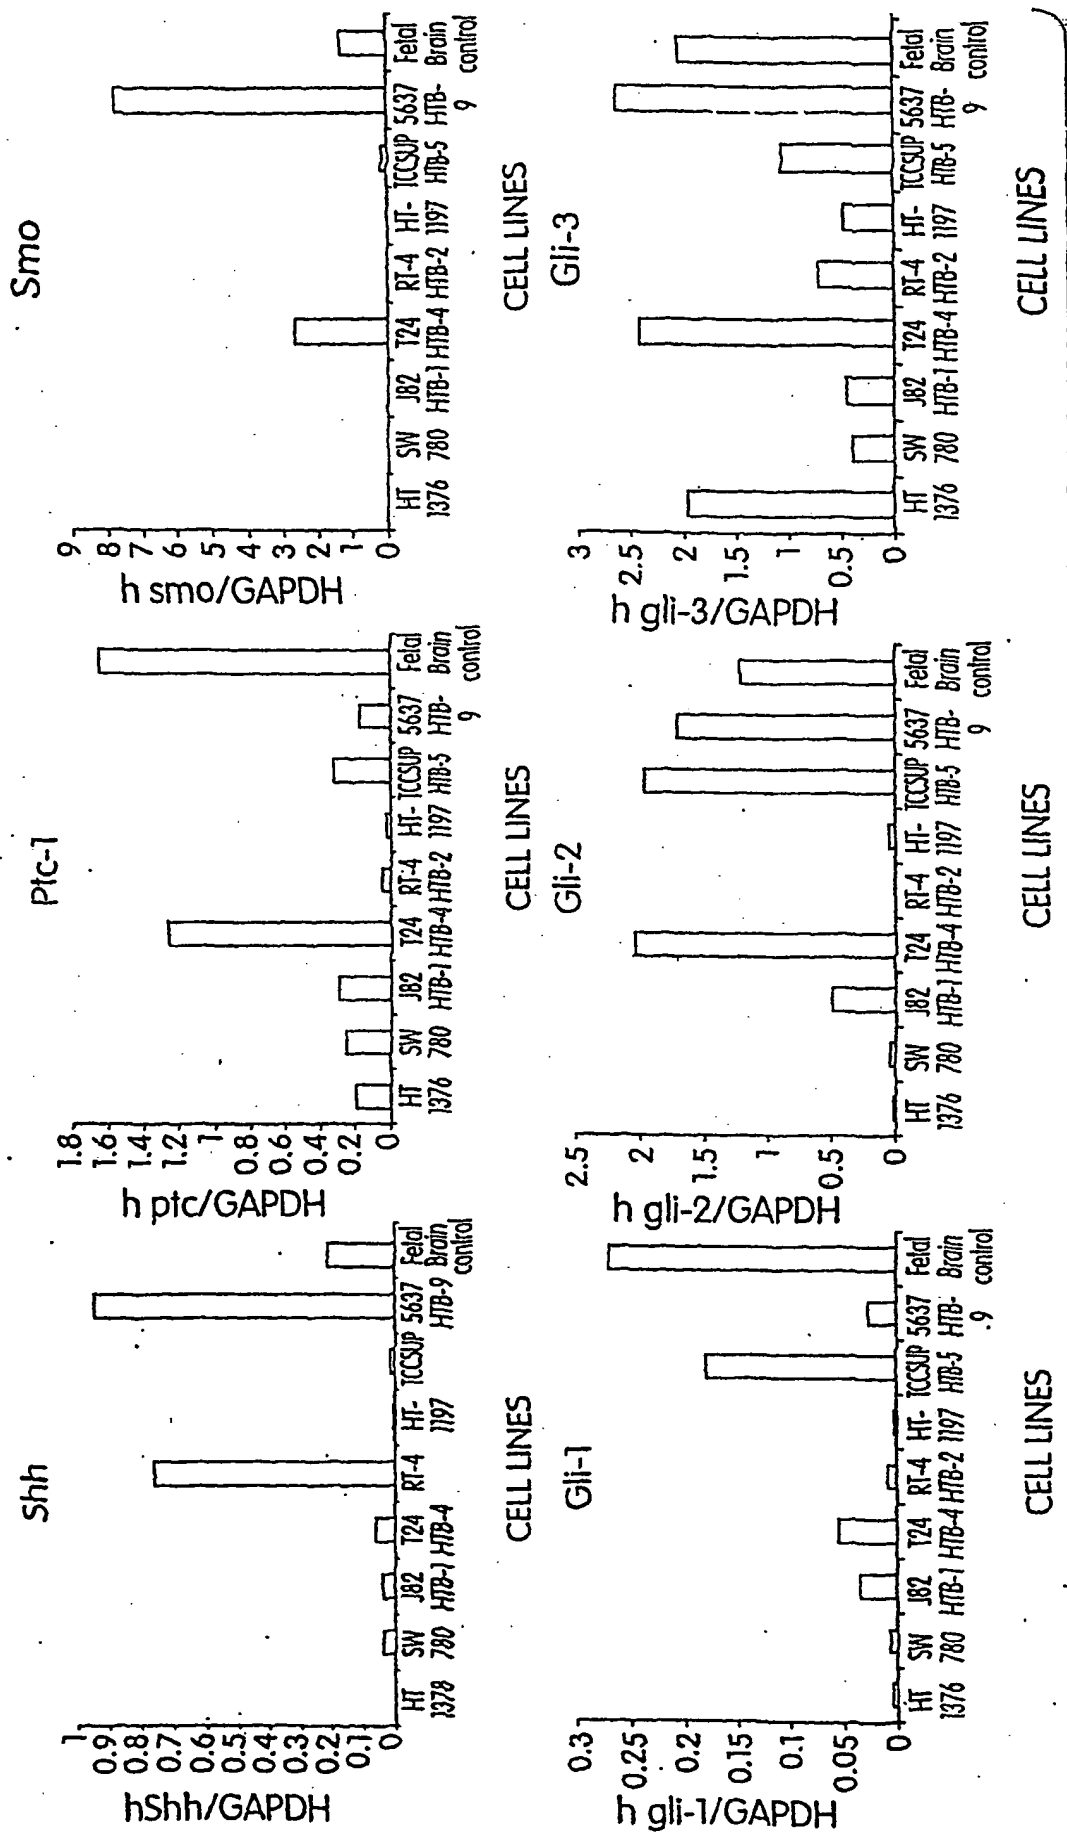 Shh
hShh/GAPDH
1
0.9
0.8
0.7
0.6
0.5
0.4
0.3
0.2
0.1
0
HT SW J82 T24 RT-4 HT- TCCSUP 5637 Fetal
1378 780 HTB-1 HTB-4 1197 HTB-9 Brain
control
CELL LINES
Ptc-1
h ptc/GAPDH
1.8
1.6
1.4
1.2
1
0.8
0.6
0.4
0.2
0
HT SW J82 T24 RT-4 HT- TCCSUP 5637 Fetal
1376 780 HTB-1 HTB-4 HTB-2 1197 HTB-5 HTB- Brain
9 control
CELL LINES
Smo
h smo/GAPDH
9
8
7
6
5
4
3
2
1
0
HT SW J82 T24 RT-4 HT- TCCSUP 5637 Fetal
1376 780 HTB-1 HTB-4 HTB-2 1197 HTB-5 HTB- Brain
9 control
CELL LINES
Gli-1
h gli-1/GAPDH
0.3
0.25
0.2
0.15
0.1
0.05
0
HT SW J82 T24 RT-4 HT- TCCSUP 5637 Fetal
1376 780 HTB-1 HTB-4 HTB-2 1197 HTB-5 HTB- Brain
.9 control
CELL LINES
Gli-2
h gli-2/GAPDH
2.5
2
1.5
1
0.5
0
HT SW J82 T24 RT-4 HT- TCCSUP 5637 Fetal
1376 780 HTB-1 HTB-4 HTB-2 1197 HTB-5 HTB- Brain
9 control
CELL LINES
Gli-3
h gli-3/GAPDH
3
2.5
2
1.5
1
0.5
0
HT SW J82 T24 RT-4 HT- TCCSUP 5637 Fetal
1376 780 HTB-1 HTB-4 HTB-2 1197 HTB-5 HTB- Brain
9 control
CELL LINES